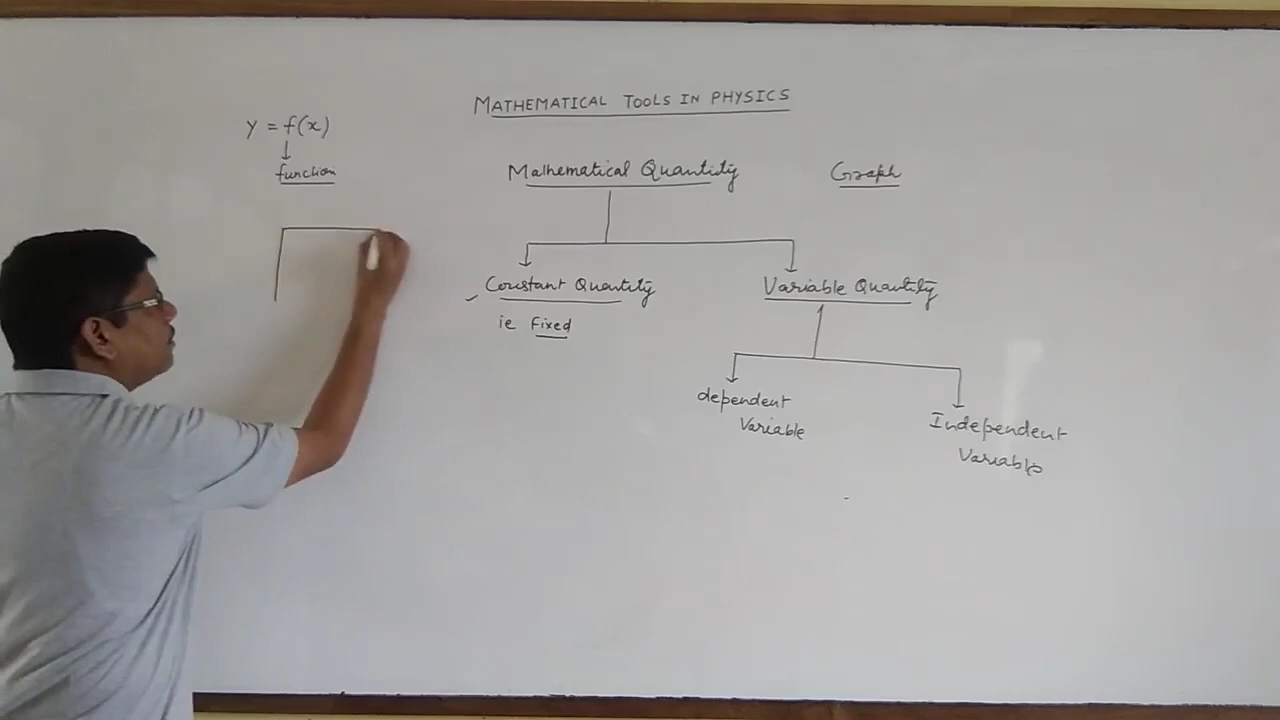 MATHEMATICAL TOOLS IN PHYSICS
y = f(x)
function
Mathematical Quantity
Graph
Constant Quantity
ie Fixed
Variable Quantity
dependent
Variable
Independent
Variable